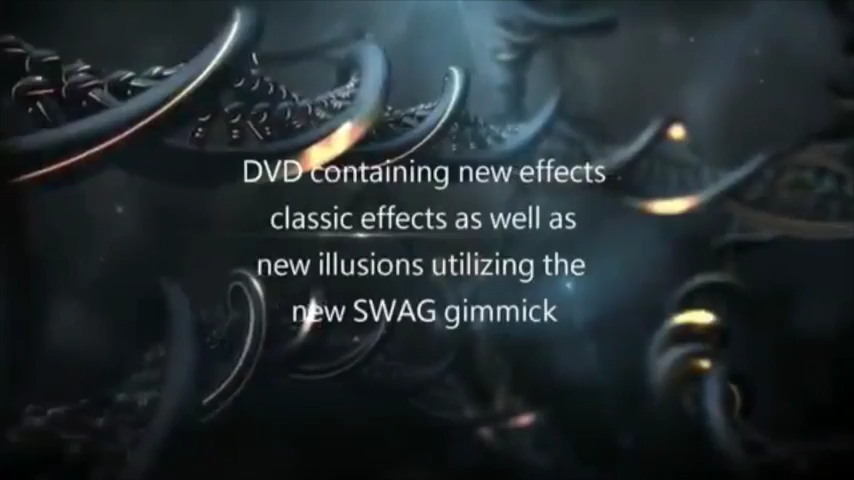 DVD containing new effects
classic effects as well as
new illusions utilizing the
new SWAG gimmick